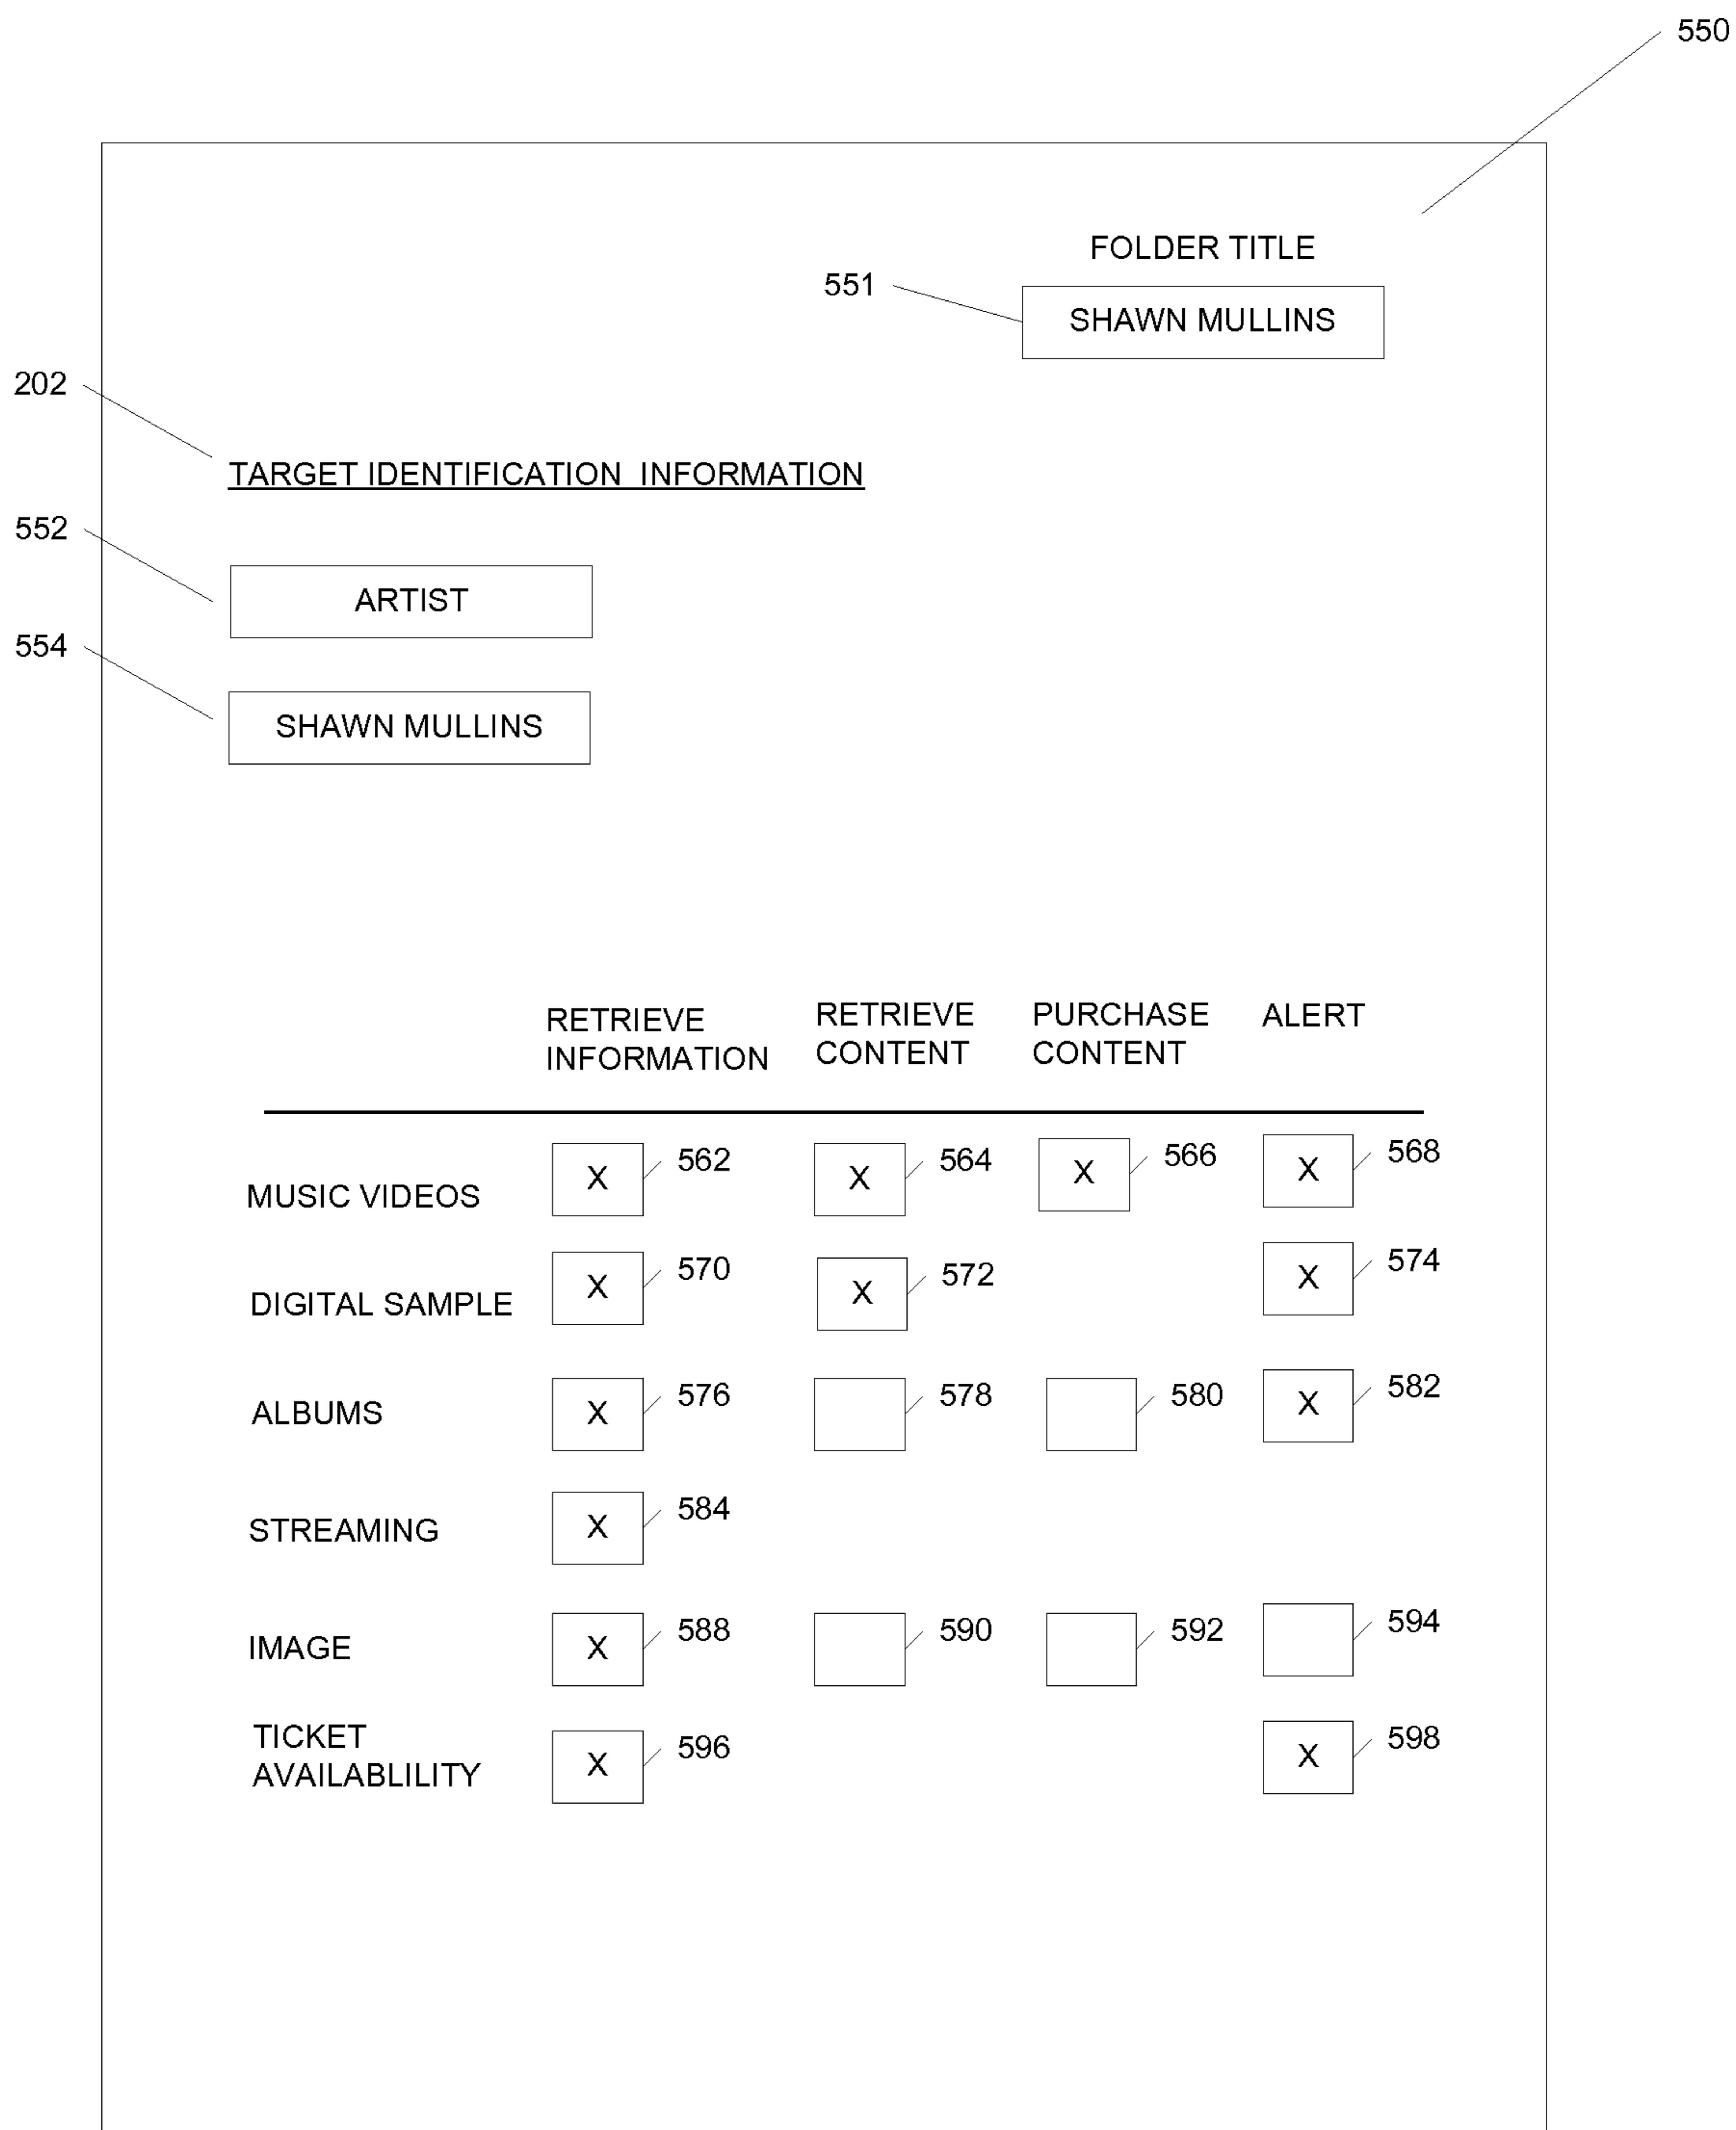 550
FOLDER TITLE
551
SHAWN MULLINS
202
TARGET IDENTIFICATION INFORMATION
552
ARTIST
554
SHAWN MULLINS
RETRIEVE INFORMATION
RETRIEVE CONTENT
PURCHASE CONTENT
ALERT
MUSIC VIDEOS X 562 X 564 X 566 X 568
DIGITAL SAMPLE X 570 X 572 X 574
ALBUMS X 576 578 580 X 582
STREAMING X 584
IMAGE X 588 590 592 594
TICKET
AVAILABLILITY X 596 X 598